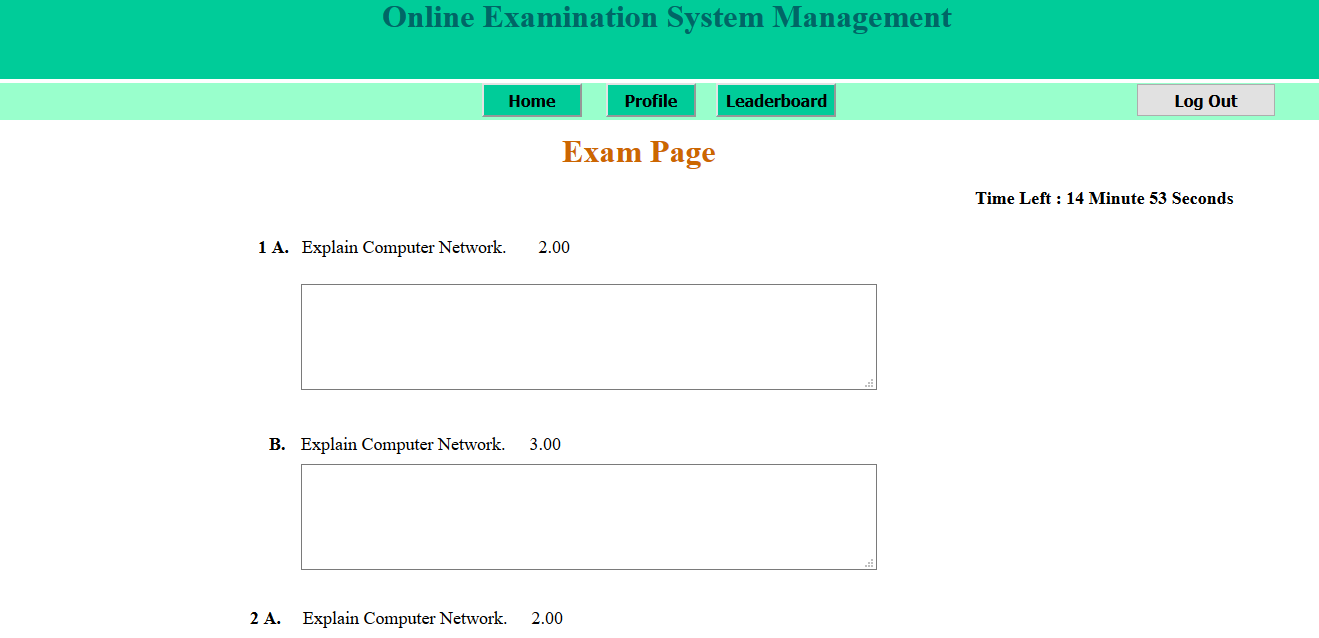 Online Examination System Management
Home Profile Leaderboard Log Out
Exam Page
Time Left : 14 Minute 53 Seconds
1 A. Explain Computer Network. 2.00
B. Explain Computer Network. 3.00
2 A. Explain Computer Network. 2.00